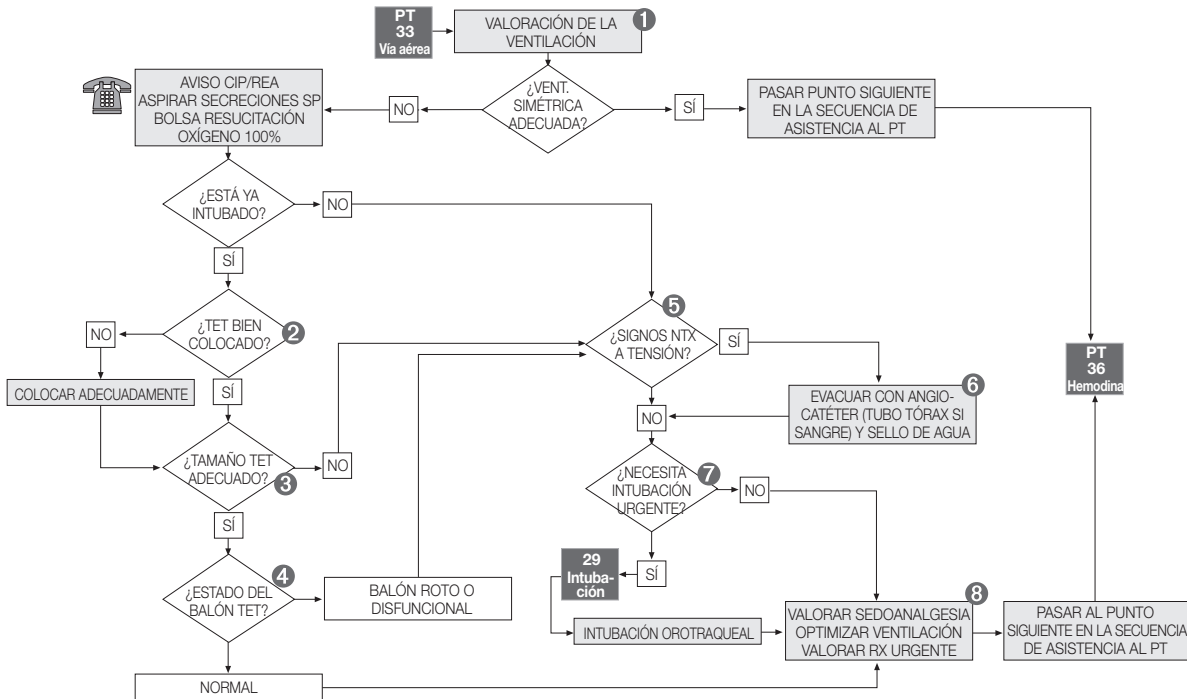 PT
33
Vía aérea
VALORACIÓN DE LA
VENTILACIÓN
1
AVISO CIP/REA
ASPIRAR SECRECIONES SP
BOLSA RESUCITACIÓN
OXÍGENO 100%
NO
¿VENT.
SIMÉTRICA
ADECUADA?
SÍ
PASAR PUNTO SIGUIENTE
EN LA SECUENCIA DE
ASISTENCIA AL PT
¿ESTÁ YA
INTUBADO?
NO
SÍ
NO
¿TET BIEN
COLOCADO?
2
COLOCAR ADECUADAMENTE
SÍ
¿TAMAÑO TET
ADECUADO?
3
NO
SÍ
¿ESTADO DEL
BALÓN TET?
4
BALÓN ROTO O
DISFUNCIONAL
NORMAL
5
¿SIGNOS NTX
A TENSIÓN?
SÍ
6
EVACUAR CON ANGIO-
CATÉTER (TUBO TÓRAX SI
SANGRE) Y SELLO DE AGUA
NO
¿NECESITA
INTUBACIÓN
URGENTE?
7
NO
SÍ
29
Intuba-
ción
INTUBACIÓN OROTRAQUEAL
8
VALORAR SEDOANALGESIA
OPTIMIZAR VENTILACIÓN
VALORAR RX URGENTE
PASAR AL PUNTO
SIGUIENTE EN LA SECUENCIA
DE ASISTENCIA AL PT
PT
36
Hemodina